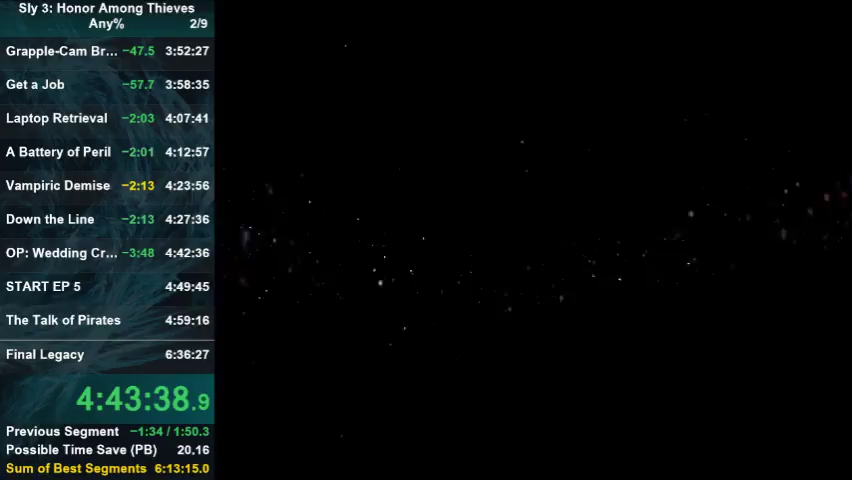 Sly 3: Honor Among Thieves
Any% 2/9
Grapple-Cam Br... −47.5 3:52:27
Get a Job −57.7 3:58:35
Laptop Retrieval −2:03 4:07:41
A Battery of Peril −2:01 4:12:57
Vampiric Demise −2:13 4:23:56
Down the Line −2:13 4:27:36
OP: Wedding Cr... −3:48 4:42:36
START EP 5 4:49:45
The Talk of Pirates 4:59:16
Final Legacy 6:36:27
4:43:38.9
Previous Segment −1:34 / 1:50.3
Possible Time Save (PB) 20.16
Sum of Best Segments 6:13:15.0